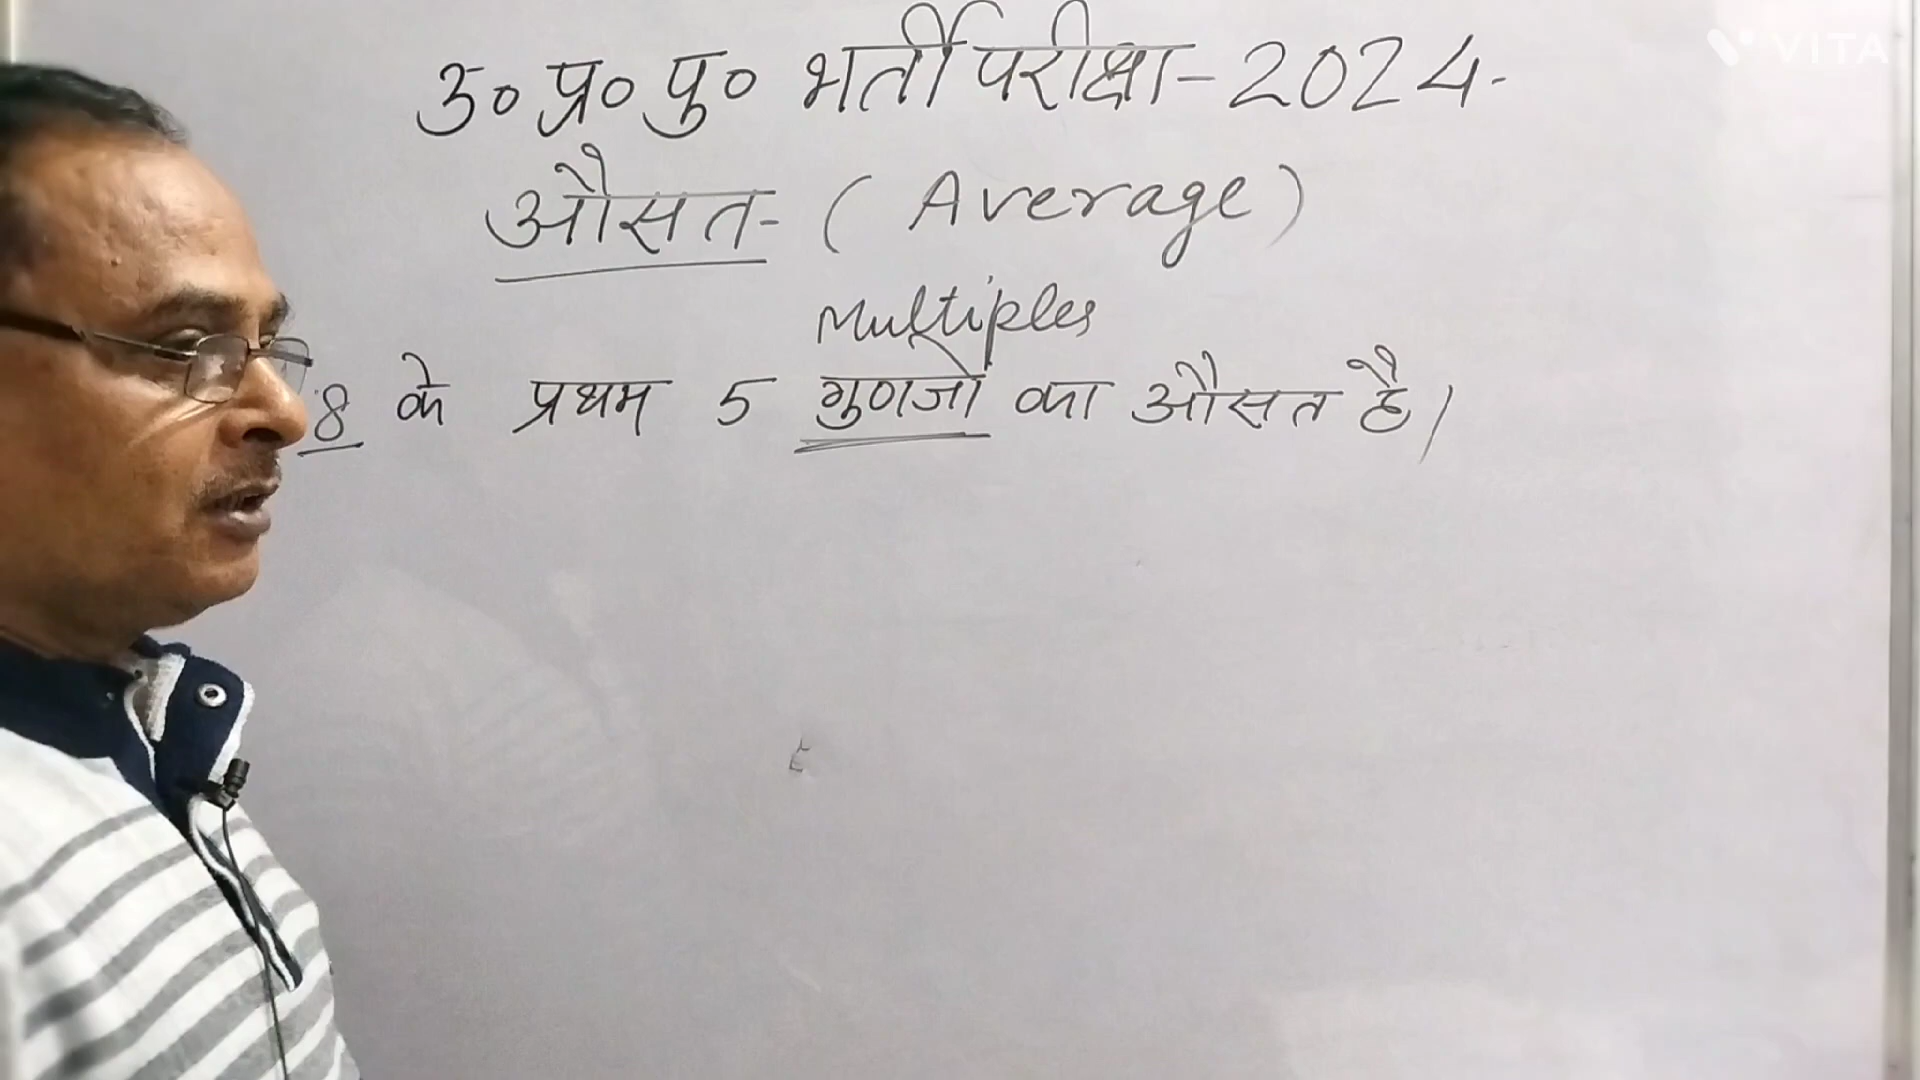 VITA
उ० प्र० पु० भर्ती परीक्षा - 2024.
औसत - ( Average )
Multiples
8 के प्रथम 5 गुणजों का औसत है।